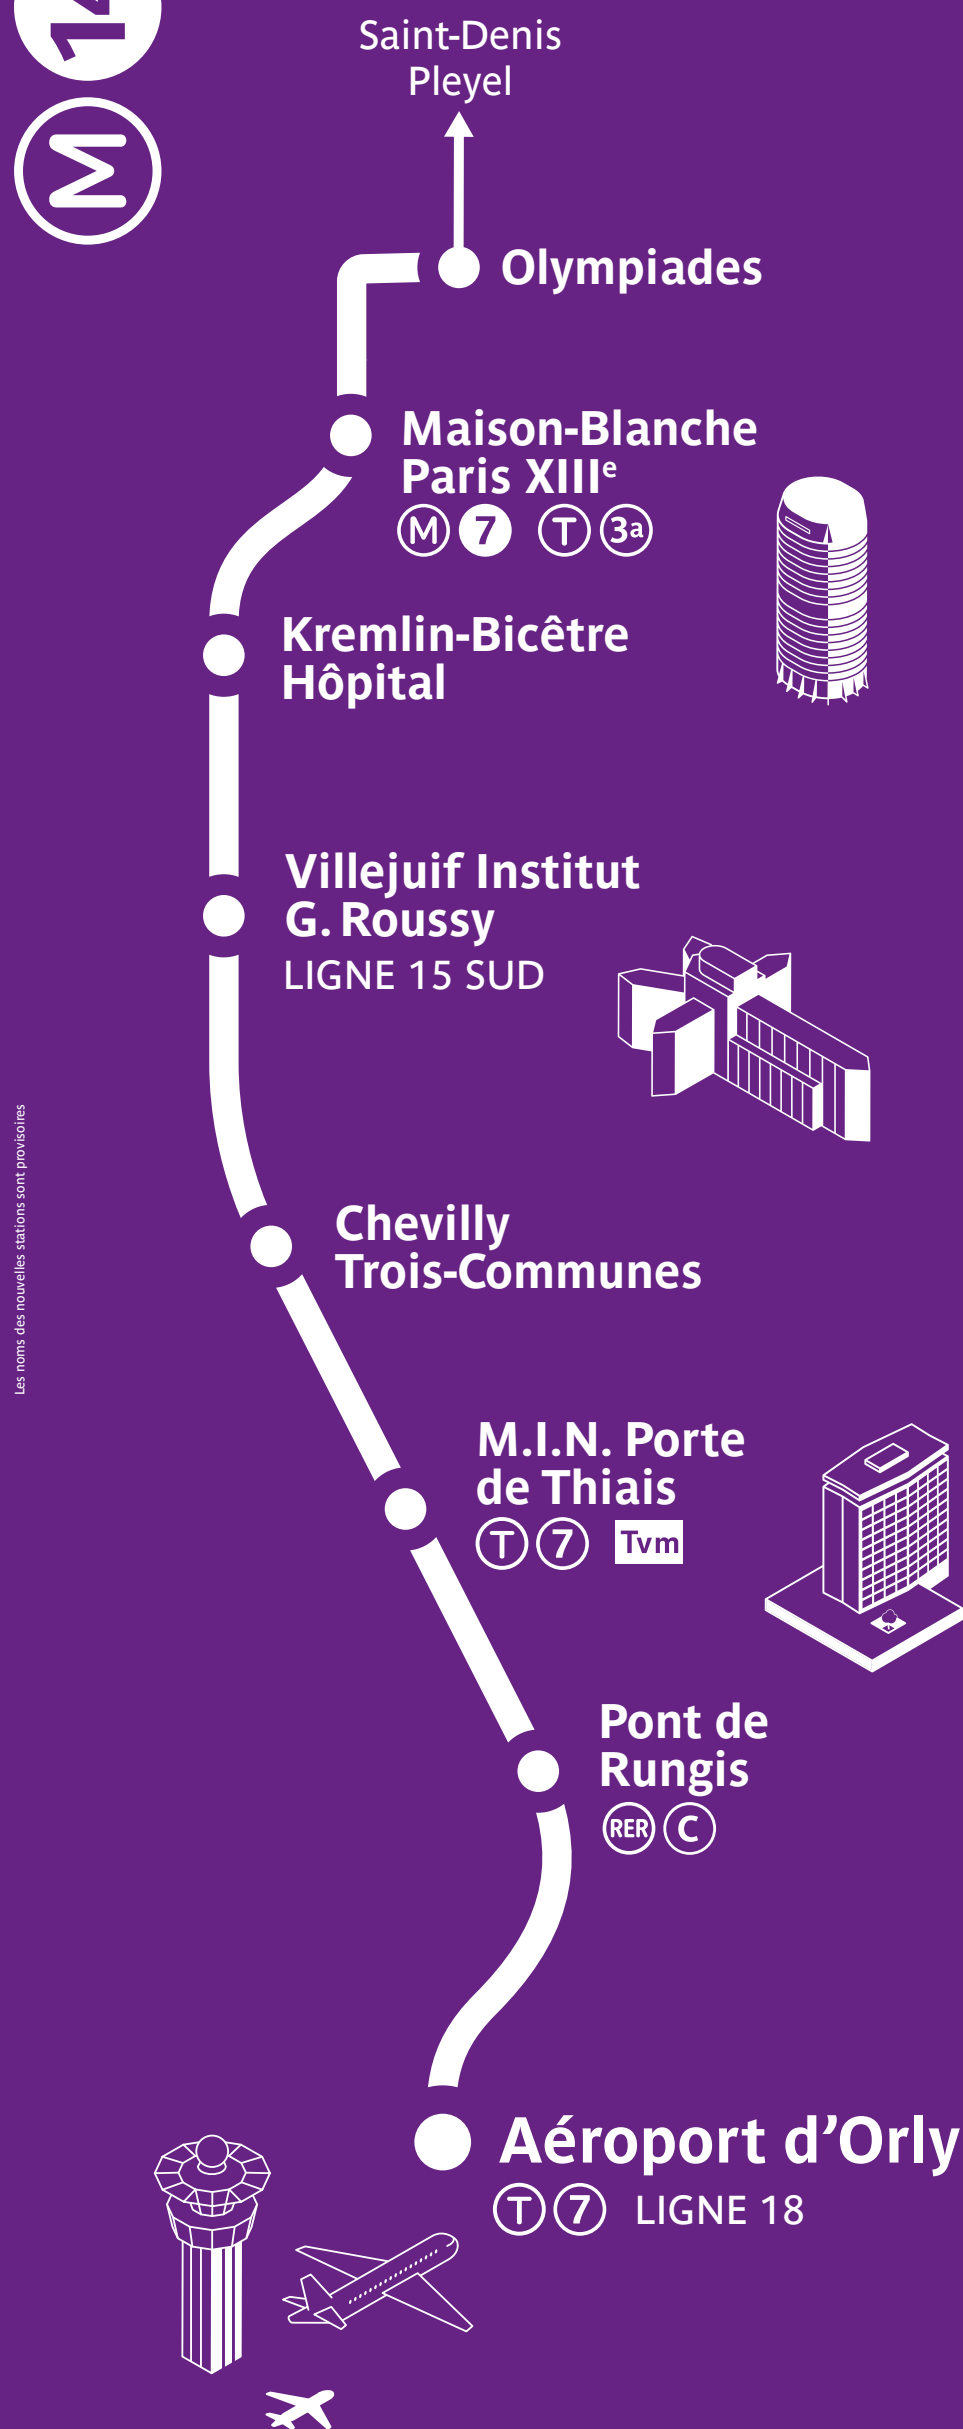 14
M
Saint-Denis
Pleyel
Olympiades
Maison-Blanche
Paris XIIIe
M 7 T 3a
Kremlin-Bicêtre
Hôpital
Villejuif Institut
G. Roussy
LIGNE 15 SUD
Les noms des nouvelles stations sont provisoires
Chevilly
Trois-Communes
M.I.N. Porte
de Thiais
T 7 Tvm
Pont de
Rungis
RER C
Aéroport d’Orly
T 7 LIGNE 18